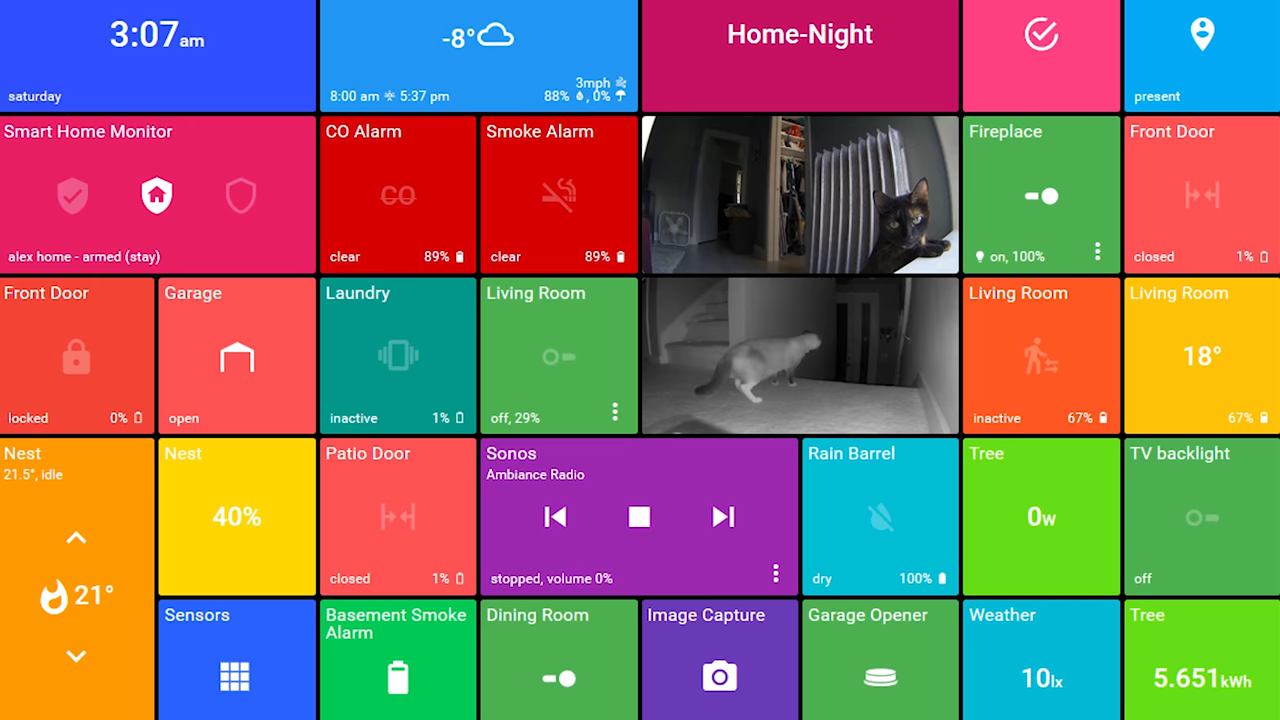 3:07am
saturday
-8°
3mph
8:00 am 5:37 pm
88% , 0%
Home-Night
present
Smart Home Monitor
alex home - armed (stay)
CO Alarm
CO
clear
89%
Smoke Alarm
clear
89%
Fireplace
on, 100%
Front Door
closed
1%
Front Door
locked
0%
Garage
open
Laundry
inactive
1%
Living Room
off, 29%
Living Room
inactive
67%
Living Room
18°
67%
Nest
21.5°, idle
21°
Nest
40%
Patio Door
closed
1%
Sonos
Ambiance Radio
stopped, volume 0%
Rain Barrel
dry
100%
Tree
0w
TV backlight
off
Sensors
Basement Smoke
Alarm
Dining Room
Image Capture
Garage Opener
Weather
10lx
Tree
5.651kWh